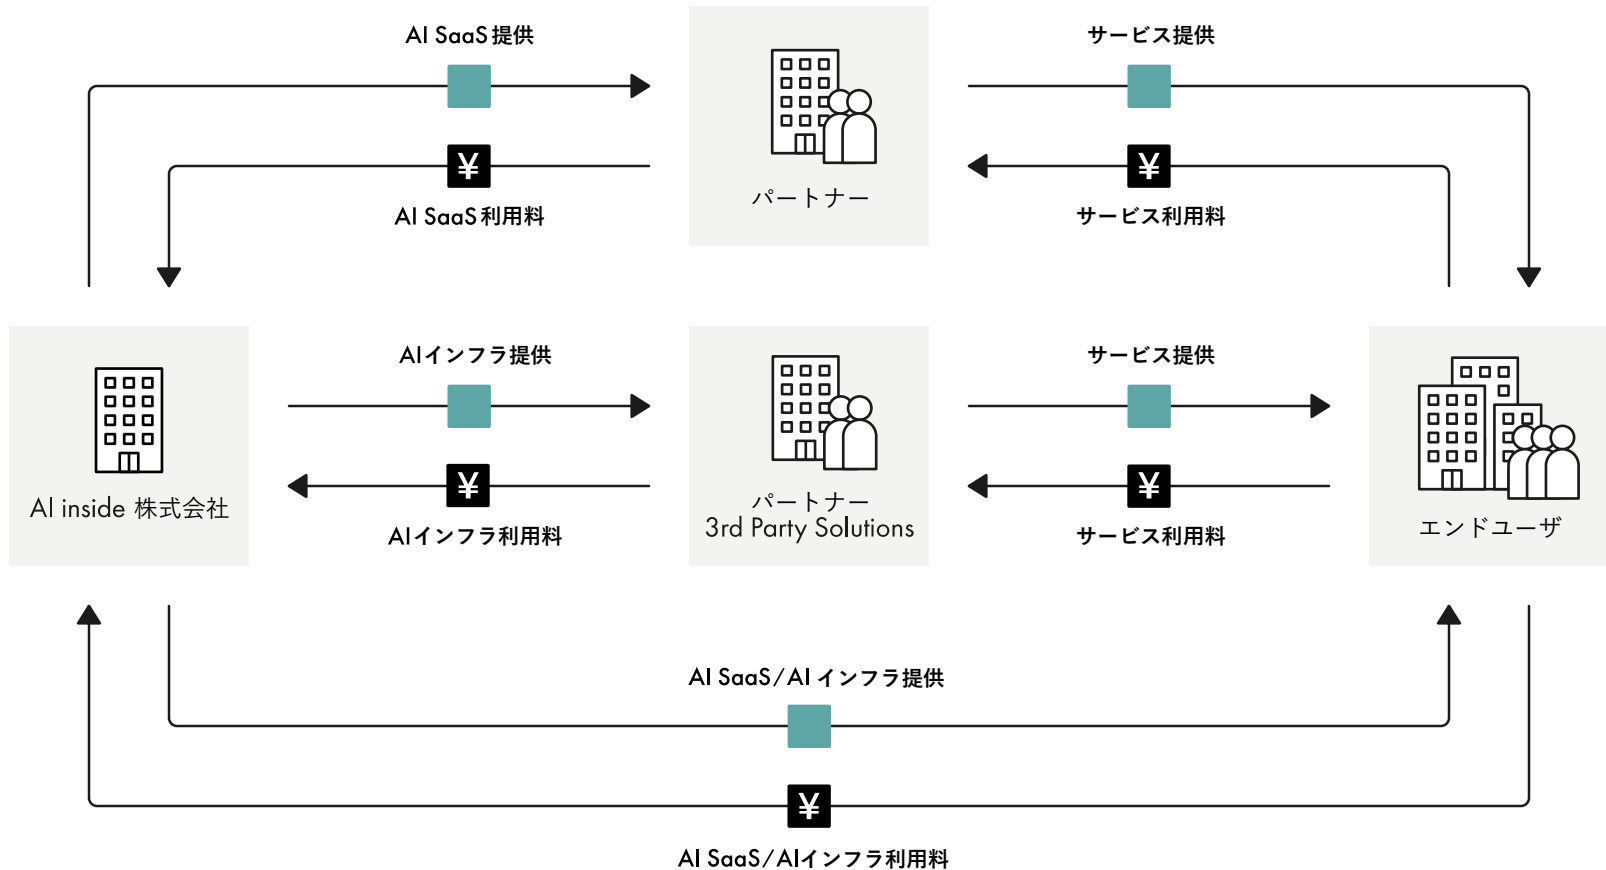 AI SaaS提供
サービス提供
¥
¥
パートナー
AI SaaS利用料
サービス利用料
AIインフラ提供
サービス提供
¥
¥
AI inside 株式会社
パートナー
3rd Party Solutions
エンドユーザ
AIインフラ利用料
サービス利用料
AI SaaS/AI インフラ提供
¥
AI SaaS/AIインフラ利用料